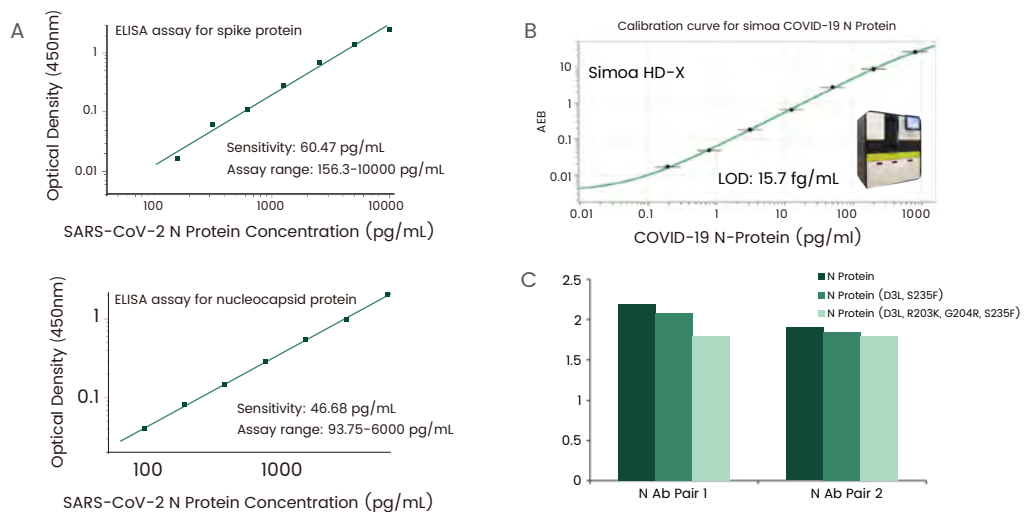 A
ELISA assay for spike protein
Optical Density (450nm)
1
0.1
0.01
Sensitivity: 60.47 pg/mL
Assay range: 156.3-10000 pg/mL
100
1000
10000
SARS-CoV-2 N Protein Concentration (pg/mL)
ELISA assay for nucleocapsid protein
Optical Density (450nm)
1
0.1
Sensitivity: 46.68 pg/mL
Assay range: 93.75-6000 pg/mL
100
1000
SARS-CoV-2 N Protein Concentration (pg/mL)
B
Calibration curve for simoa COVID-19 N Protein
Simoa HD-X
AEB
10
1
0.1
0.01
LOD: 15.7 fg/mL
0.01
0.1
1
10
100
1000
COVID-19 N-Protein (pg/ml)
C
N Protein
N Protein (D3L, S235F)
N Protein (D3L, R203K, G204R, S235F)
2.5
2
1.5
1
0.5
0
N Ab Pair 1
N Ab Pair 2